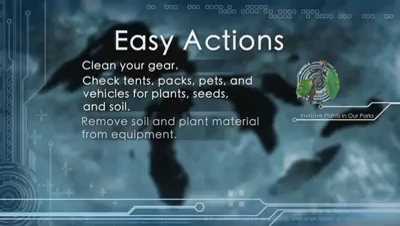 Easy Actions
Clean your gear.
Check tents, packs, pets, and
vehicles for plants, seeds,
and soil.
Remove soil and plant material
from equipment.
Invasive Plants in Our Parks